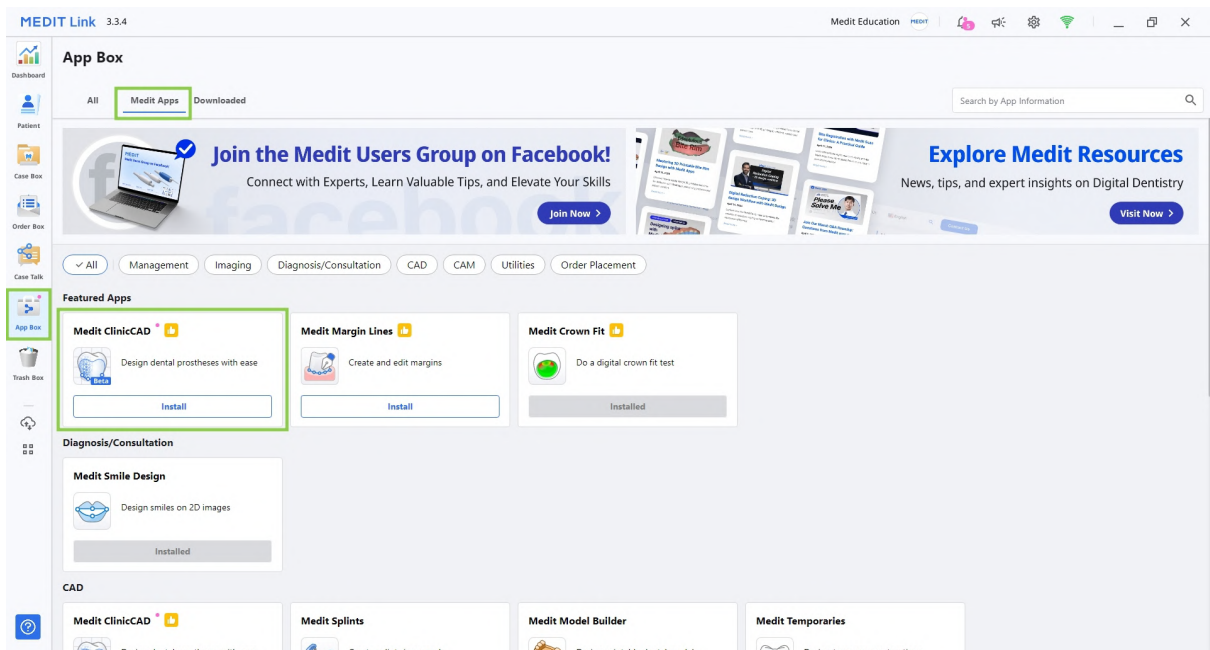 MEDIT Link 3.3.4
Medit Education MEDIT 5
Dashboard
Patient
Case Box
Order Box
Case Talk
App Box
Trash Box
App Box
All Medit Apps Downloaded
Search by App Information
Join the Medit Users Group on Facebook!
Connect with Experts, Learn Valuable Tips, and Elevate Your Skills
Join Now >
Explore Medit Resources
News, tips, and expert insights on Digital Dentistry
Visit Now >
Please
Solve Me
All Management Imaging Diagnosis/Consultation CAD CAM Utilities Order Placement
Featured Apps
Medit ClinicCAD
Design dental prostheses with ease
Beta
Install
Medit Margin Lines
Create and edit margins
Install
Medit Crown Fit
Do a digital crown fit test
Installed
Diagnosis/Consultation
Medit Smile Design
Design smiles on 2D images
Installed
CAD
Medit ClinicCAD
Medit Splints
Medit Model Builder
Medit Temporaries